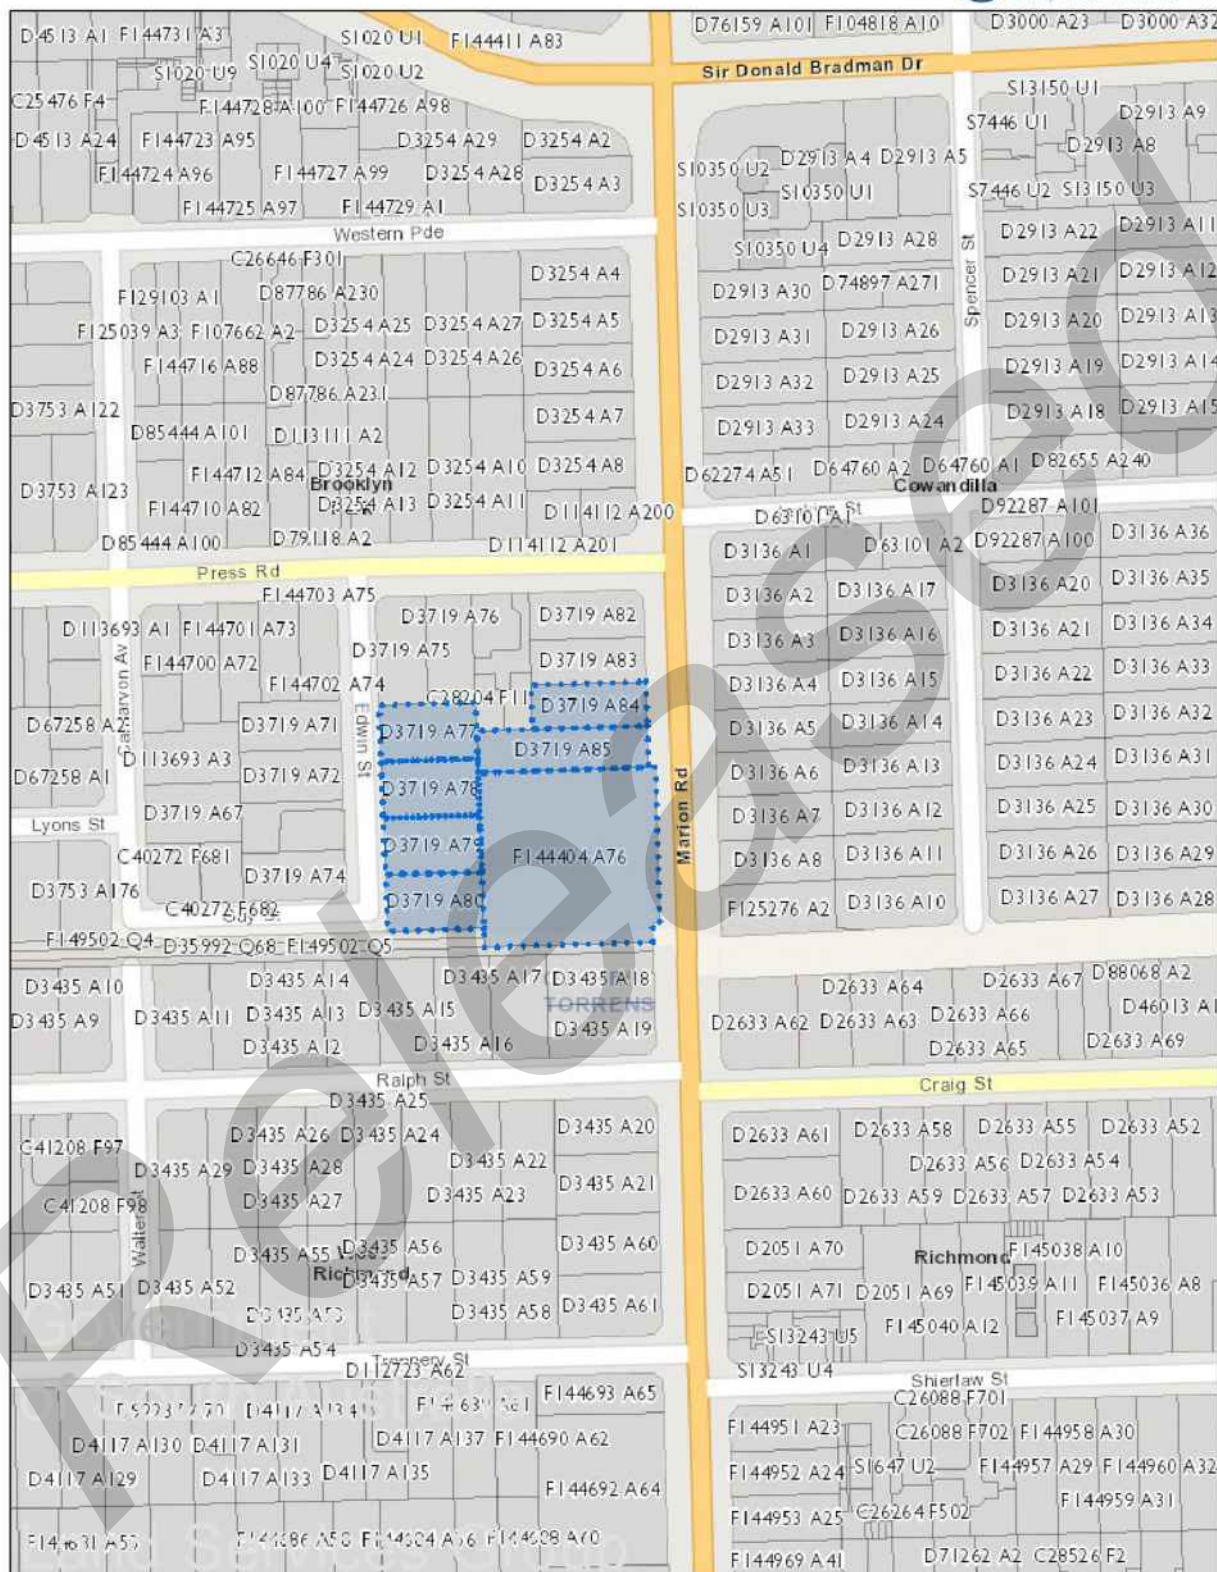 D4513 A1 F144731 A3 S1020 U1 F144411 A83 D76159 A101 F104818 A10 D3000 A23 D3000 A32
S1020 U9 S1020 U4 S1020 U2 Sir Donald Bradman Dr
C25476 F4 F144728 A100 F144726 A98 S13150 U1
D4513 A24 F144723 A95 D3254 A29 D3254 A2 S7446 U1 D2913 A9
D2913 A4 D2913 A5 D2913 A8
F144724 A96 F144727 A99 D3254 A28 D3254 A3 S10350 U2
S10350 U1 S7446 U2 S13150 U3
F144725 A97 F144729 A1 S10350 U3
Western Pde S10350 U4 D2913 A28 D2913 A22 D2913 A11
C26646 F301 Spencer St
F129103 A1 D87786 A230 D3254 A4 D2913 A30 D74897 A271 D2913 A21 D2913 A12
F125039 A3 F107662 A2 D3254 A25 D3254 A27 D3254 A5 D2913 A31 D2913 A26 D2913 A20 D2913 A13
F144716 A88 D3254 A24 D3254 A26 D3254 A6 D2913 A32 D2913 A25 D2913 A19 D2913 A14
D87786 A231
D3753 A122 D3254 A7 D2913 A33 D2913 A24 D2913 A18 D2913 A15
D85444 A101 D113111 A2
F144712 A84 D3254 A12 D3254 A10 D3254 A8 D62274 A51 D64760 A2 D64760 A1 D82655 A240
D3753 A123 Brooklyn Cowandilla
F144710 A82 D3254 A13 D3254 A11 D114112 A200 D63101 A1 St D92287 A101
D85444 A100 D79118 A2 D114112 A201 D3136 A1 D63101 A2 D92287 A100 D3136 A36
Press Rd
F144703 A75 D3136 A2 D3136 A17 D3136 A20 D3136 A35
D113693 A1 F144701 A73 D3719 A76 D3719 A82 D3136 A3 D3136 A16 D3136 A21 D3136 A34
F144700 A72 D3719 A75 D3719 A83
F144702 A74 C28204 F11 D3136 A4 D3136 A15 D3136 A22 D3136 A33
Carnarvon Av Edwin St
D67258 A2 D3719 A71 D3719 A77 D3719 A84 D3136 A5 D3136 A14 D3136 A23 D3136 A32
D113693 A3 D3719 A85
D67258 A1 D3719 A72 D3719 A78 D3136 A6 D3136 A13 D3136 A24 D3136 A31
Marion Rd
Lyons St D3719 A67 D3136 A7 D3136 A12 D3136 A25 D3136 A30
C40272 F681 D3719 A79 F144404 A76 D3136 A8 D3136 A11 D3136 A26 D3136 A29
D3753 A176 D3719 A74
C40272 F682 D3719 A80 F125276 A2 D3136 A10 D3136 A27 D3136 A28
F149502 Q4 D35992 Q68 F149502 Q5
D3435 A10 D3435 A14 D3435 A17 D3435 A18 D2633 A64 D2633 A67 D88068 A2
TORRENS
D3435 A9 D3435 A11 D3435 A13 D3435 A15 D2633 A62 D2633 A63 D2633 A66 D46013 A1
D3435 A12 D3435 A16 D3435 A19 D2633 A65 D2633 A69
Ralph St Craig St
D3435 A25
D3435 A26 D3435 A24 D3435 A20 D2633 A61 D2633 A58 D2633 A55 D2633 A52
C41208 F97
D3435 A29 D3435 A28 D3435 A22 D2633 A56 D2633 A54
C41208 F98 D3435 A27 D3435 A23 D3435 A21 D2633 A60 D2633 A59 D2633 A57 D2633 A53
D3435 A55 D3435 A56 D3435 A60 D2051 A70 Richmond F145038 A10
Richmond
D3435 A51 D3435 A52 D3435 A57 D3435 A59 D2051 A71 D2051 A69 F145039 A11 F145036 A8
D3435 A53 D3435 A58 D3435 A61 S13243 U5 F145040 A12 F145037 A9
Government
D3435 A54 S13243 U4
Trennery St Shierlaw St
D112723 A62 C26088 F701
of South
F144693 A65 F144951 A23 C26088 F702 F144958 A30
D4117 A130 D4117 A131 D4117 A137 F144690 A62
D4117 A129 D4117 A133 D4117 A135 F144692 A64 F144952 A24 S1647 U2 F144957 A29 F144960 A32
F144959 A31
F144953 A25 C26264 F502
Services Group
F144969 A41 D71262 A2 C28526 F2
Released